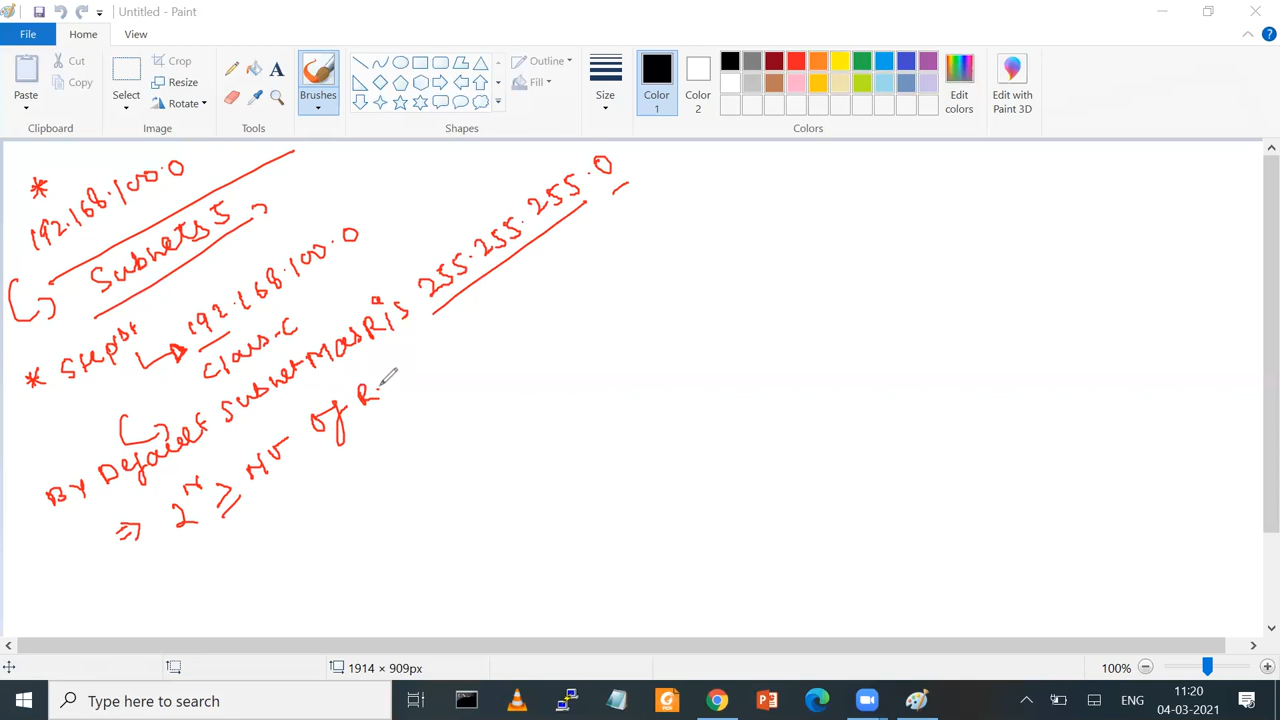 Untitled - Paint
File
Home
View
Paste
Cut
Copy
Clipboard
Select
Crop
Resize
Rotate
Image
Tools
Brushes
Shapes
Outline
Fill
Size
Color 1
Color 2
Edit colors
Colors
Edit with Paint 3D
* 192.168.100.0
Subnets 5
* Step 1st 192.168.100.0
Class-C
By Default Subnet Mask is 255.255.255.0
⇒ 2^N ≥ No of R.
1914 × 909px
100%
Type here to search
ENG
11:20
04-03-2021